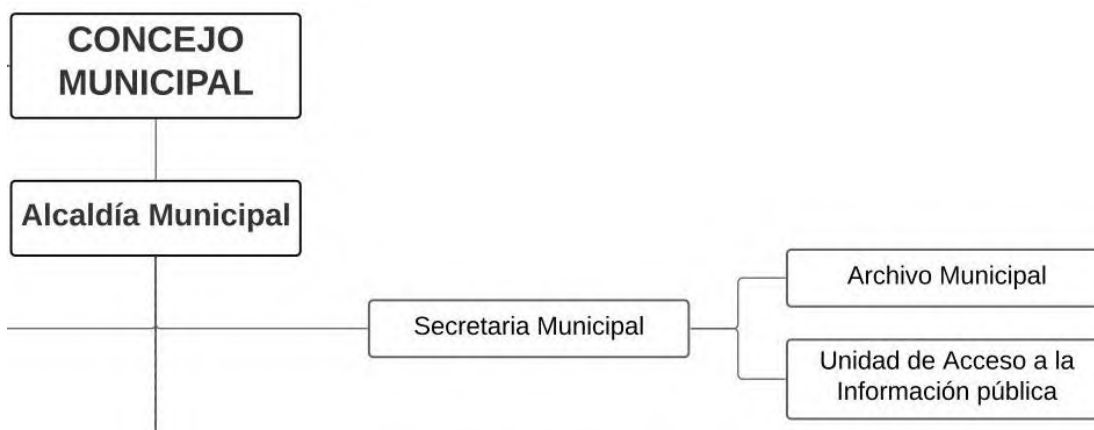 CONCEJO
MUNICIPAL
Alcaldía Municipal
Archivo Municipal
Secretaria Municipal
Unidad de Acceso a la
Información pública